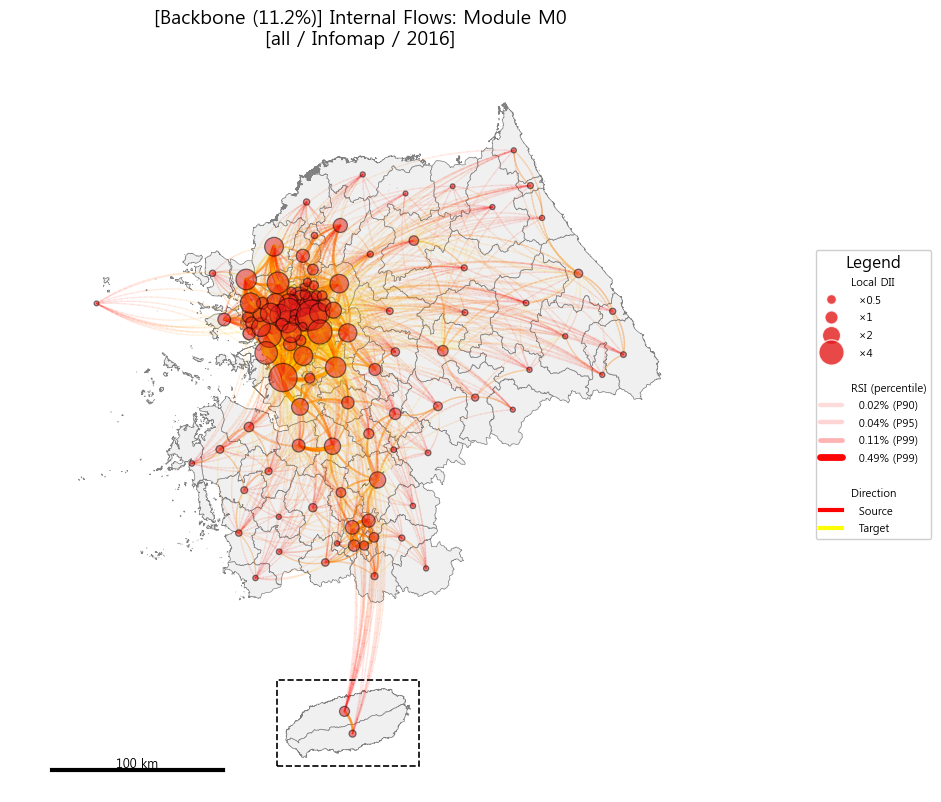 [Backbone (11.2%)] Internal Flows: Module M0
[all / Infomap / 2016]
Legend
Local DII
×0.5
×1
×2
×4
RSI (percentile)
0.02% (P90)
0.04% (P95)
0.11% (P99)
0.49% (P99)
Direction
Source
Target
100 km